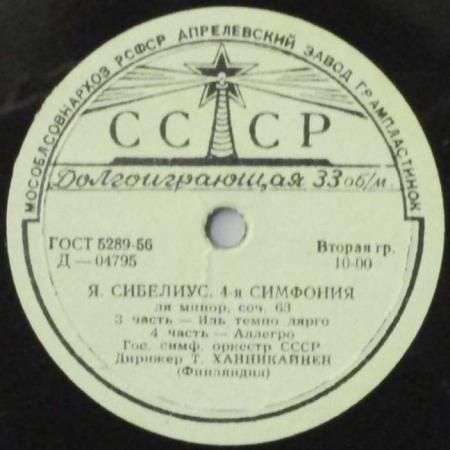 МОСОБЛСОВНАРХОЗ РСФСР АПРЕЛЕВСКИЙ ЗАВОД ГРАМПЛАСТИНОК
СССР
Долгоиграющая 33 об/м.
ГОСТ 5289-56
Д — 04795
Вторая гр.
10-00
Я. СИБЕЛИУС. 4-я СИМФОНИЯ
ля минор, соч. 63
3 часть — Иль темпо лярго
4 часть — Аллегро
Гос. симф. оркестр СССР
Дирижер Т. ХАННИКАЙНЕН
(Финляндия)